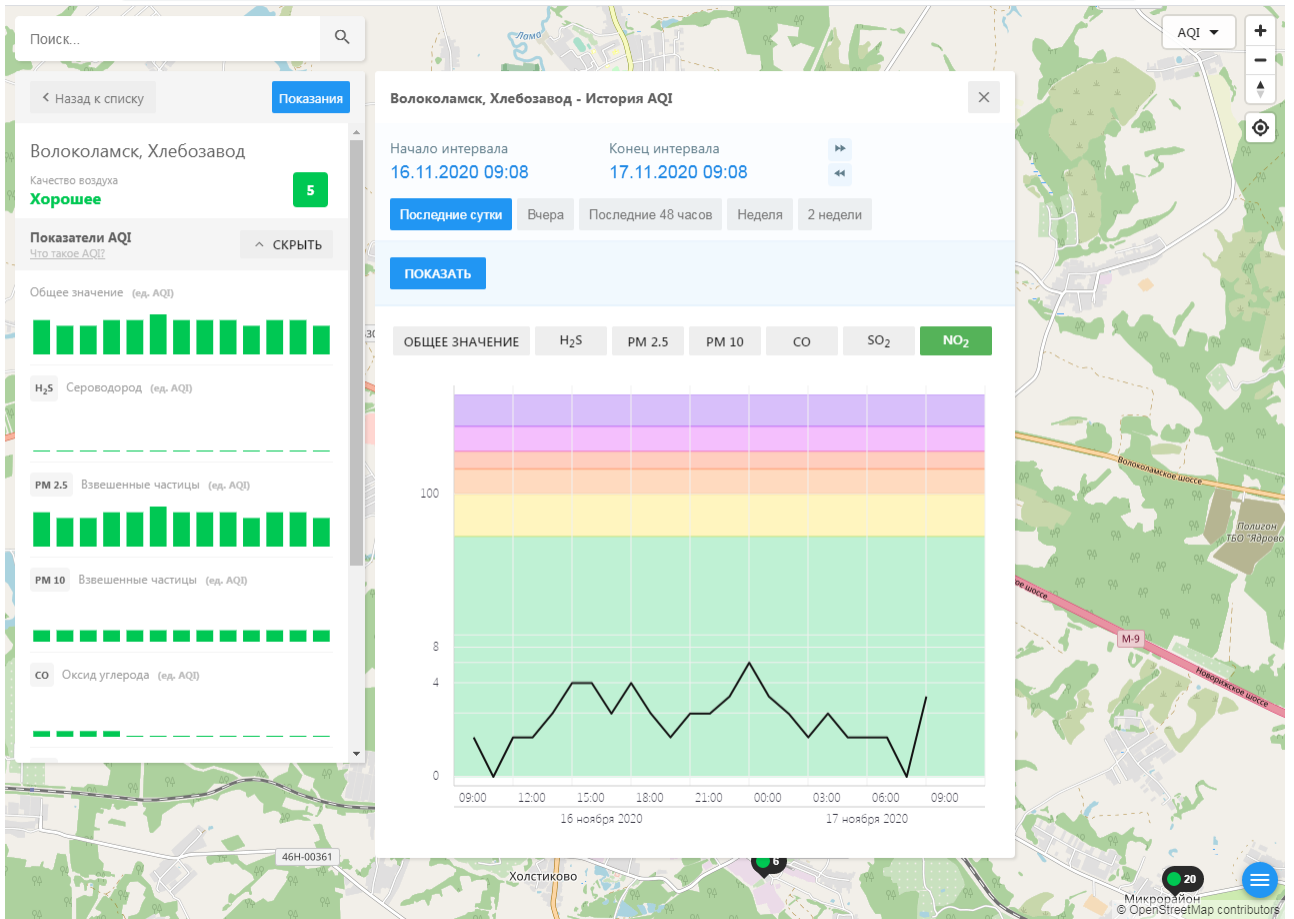 Поиск...
AQI
Назад к списку
Показания
Волоколамск, Хлебозавод
Качество воздуха
Хорошее
5
Показатели AQI
Что такое AQI?
СКРЫТЬ
Общее значение (ед. AQI)
H2S Сероводород (ед. AQI)
PM 2.5 Взвешенные частицы (ед. AQI)
PM 10 Взвешенные частицы (ед. AQI)
CO Оксид углерода (ед. AQI)
Волоколамск, Хлебозавод - История AQI
Начало интервала
16.11.2020 09:08
Конец интервала
17.11.2020 09:08
Последние сутки
Вчера
Последние 48 часов
Неделя
2 недели
ПОКАЗАТЬ
ОБЩЕЕ ЗНАЧЕНИЕ
H2S
PM 2.5
PM 10
CO
SO2
NO2
100
8
4
0
09:00 12:00 15:00 18:00 21:00 00:00 03:00 06:00 09:00
16 ноября 2020 17 ноября 2020
Ломо
Волоколамское шоссе
Полигон
ТБО "Ядрово
ое шоссе
М-9
Новорижское шоссе
46Н-00361
Холстиково
6
20
Микрорайон
© OpenStreetMap contributors